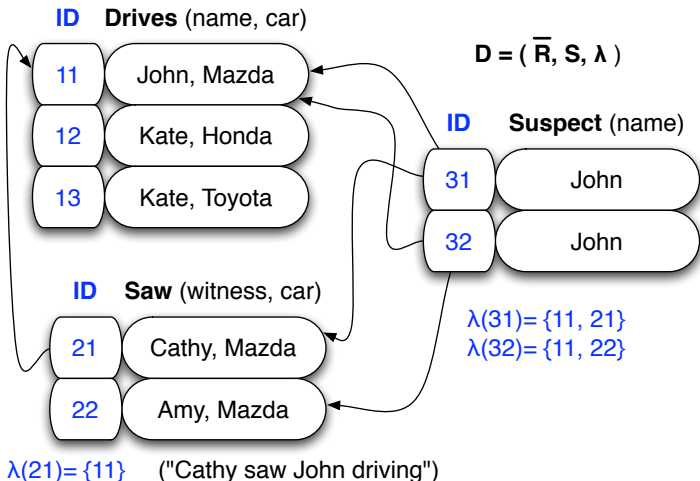 ID Drives (name, car)
11 John, Mazda
12 Kate, Honda
13 Kate, Toyota
D = ( R̅, S, λ )
ID Suspect (name)
31 John
32 John
λ(31)= {11, 21}
λ(32)= {11, 22}
ID Saw (witness, car)
21 Cathy, Mazda
22 Amy, Mazda
λ(21)= {11} ("Cathy saw John driving")